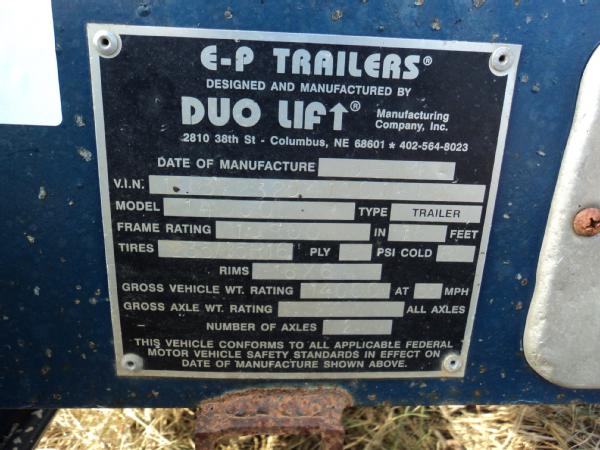 E-P TRAILERS®
DESIGNED AND MANUFACTURED BY
DUO LIFT® Manufacturing Company, Inc.
2810 38th St - Columbus, NE 68601 * 402-564-8023
DATE OF MANUFACTURE
V.I.N.
MODEL TYPE TRAILER
FRAME RATING IN FEET
TIRES PLY PSI COLD
RIMS
GROSS VEHICLE WT. RATING AT MPH
GROSS AXLE WT. RATING ALL AXLES
NUMBER OF AXLES 2
THIS VEHICLE CONFORMS TO ALL APPLICABLE FEDERAL
MOTOR VEHICLE SAFETY STANDARDS IN EFFECT ON
DATE OF MANUFACTURE SHOWN ABOVE.